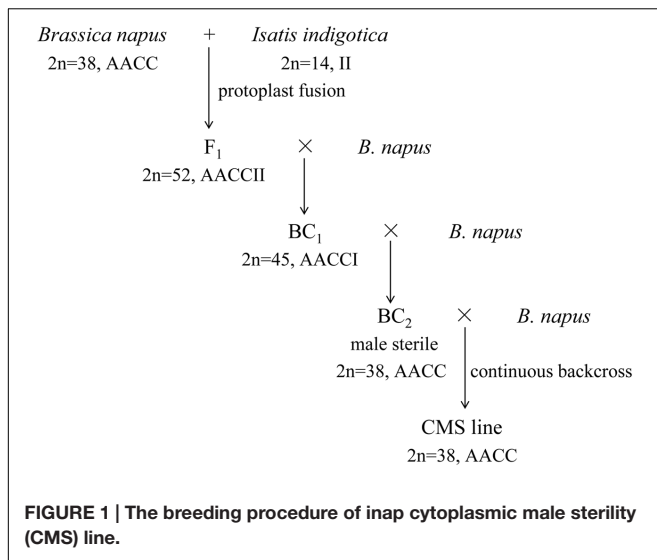 Brassica napus + Isatis indigotica
2n=38, AACC 2n=14, II
protoplast fusion
F₁ × B. napus
2n=52, AACCII
BC₁ × B. napus
2n=45, AACCI
BC₂ × B. napus
male sterile
2n=38, AACC continuous backcross
CMS line
2n=38, AACC
FIGURE 1 | The breeding procedure of inap cytoplasmic male sterility
(CMS) line.